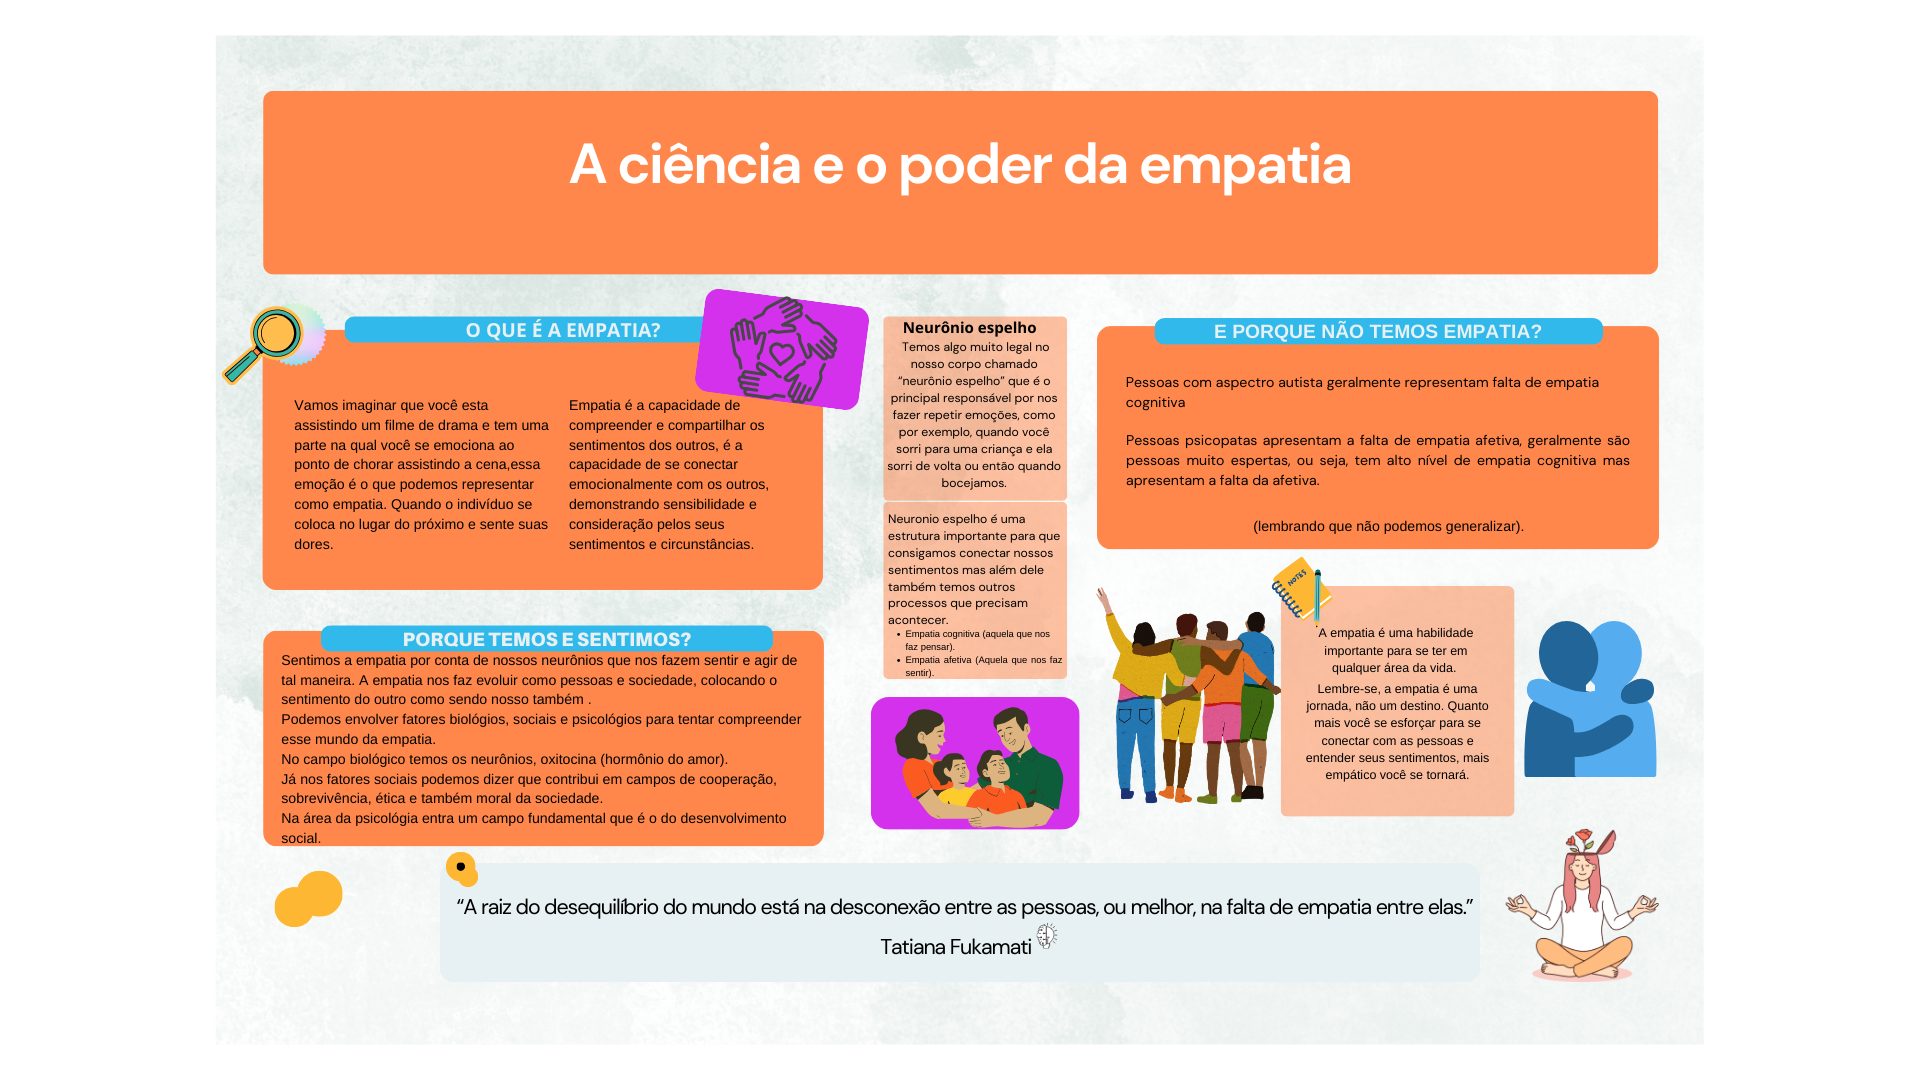 A ciência e o poder da empatia
O QUE É A EMPATIA?
Vamos imaginar que você esta
assistindo um filme de drama e tem uma
parte na qual você se emociona ao
ponto de chorar assistindo a cena,essa
emoção é o que podemos representar
como empatia. Quando o indivíduo se
coloca no lugar do próximo e sente suas
dores.
Empatia é a capacidade de
compreender e compartilhar os
sentimentos dos outros, é a
capacidade de se conectar
emocionalmente com os outros,
demonstrando sensibilidade e
consideração pelos seus
sentimentos e circunstâncias.
PORQUE TEMOS E SENTIMOS?
Sentimos a empatia por conta de nossos neurônios que nos fazem sentir e agir de
tal maneira. A empatia nos faz evoluir como pessoas e sociedade, colocando o
sentimento do outro como sendo nosso também .
Podemos envolver fatores biológios, sociais e psicológios para tentar compreender
esse mundo da empatia.
No campo biológico temos os neurônios, oxitocina (hormônio do amor).
Já nos fatores sociais podemos dizer que contribui em campos de cooperação,
sobrevivência, ética e também moral da sociedade.
Na área da psicológia entra um campo fundamental que é o do desenvolvimento
social.
Neurônio espelho
Temos algo muito legal no
nosso corpo chamado
“neurônio espelho” que é o
principal responsável por nos
fazer repetir emoções, como
por exemplo, quando você
sorri para uma criança e ela
sorri de volta ou então quando
bocejamos.
Neuronio espelho é uma
estrutura importante para que
consigamos conectar nossos
sentimentos mas além dele
também temos outros
processos que precisam
acontecer.
• Empatia cognitiva (aquela que nos
faz pensar).
• Empatia afetiva (Aquela que nos faz
sentir).
E PORQUE NÃO TEMOS EMPATIA?
Pessoas com aspectro autista geralmente representam falta de empatia
cognitiva
Pessoas psicopatas apresentam a falta de empatia afetiva, geralmente são
pessoas muito espertas, ou seja, tem alto nível de empatia cognitiva mas
apresentam a falta da afetiva.
(lembrando que não podemos generalizar).
NOTES
A empatia é uma habilidade
importante para se ter em
qualquer área da vida.
Lembre-se, a empatia é uma
jornada, não um destino. Quanto
mais você se esforçar para se
conectar com as pessoas e
entender seus sentimentos, mais
empático você se tornará.
“A raiz do desequilíbrio do mundo está na desconexão entre as pessoas, ou melhor, na falta de empatia entre elas.”
Tatiana Fukamati